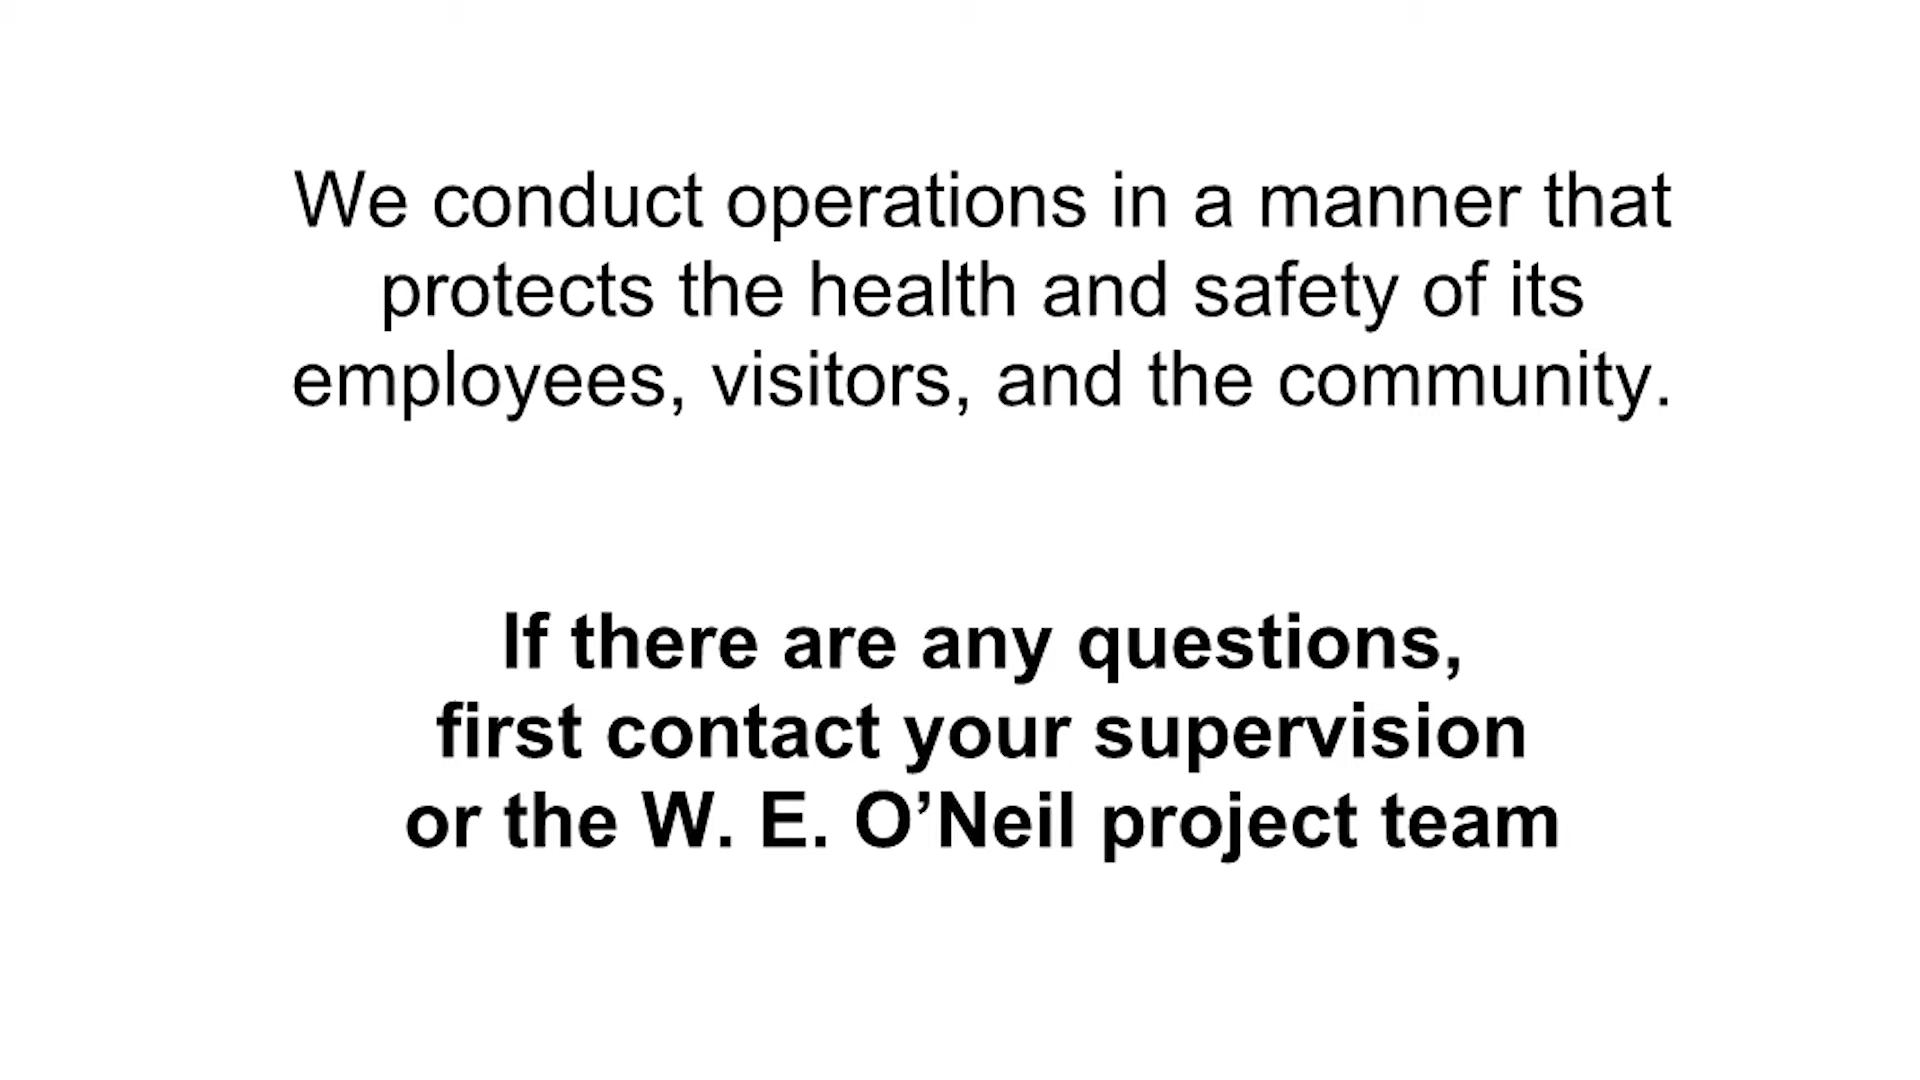 We conduct operations in a manner that
protects the health and safety of its
employees, visitors, and the community.
If there are any questions,
first contact your supervision
or the W. E. O’Neil project team